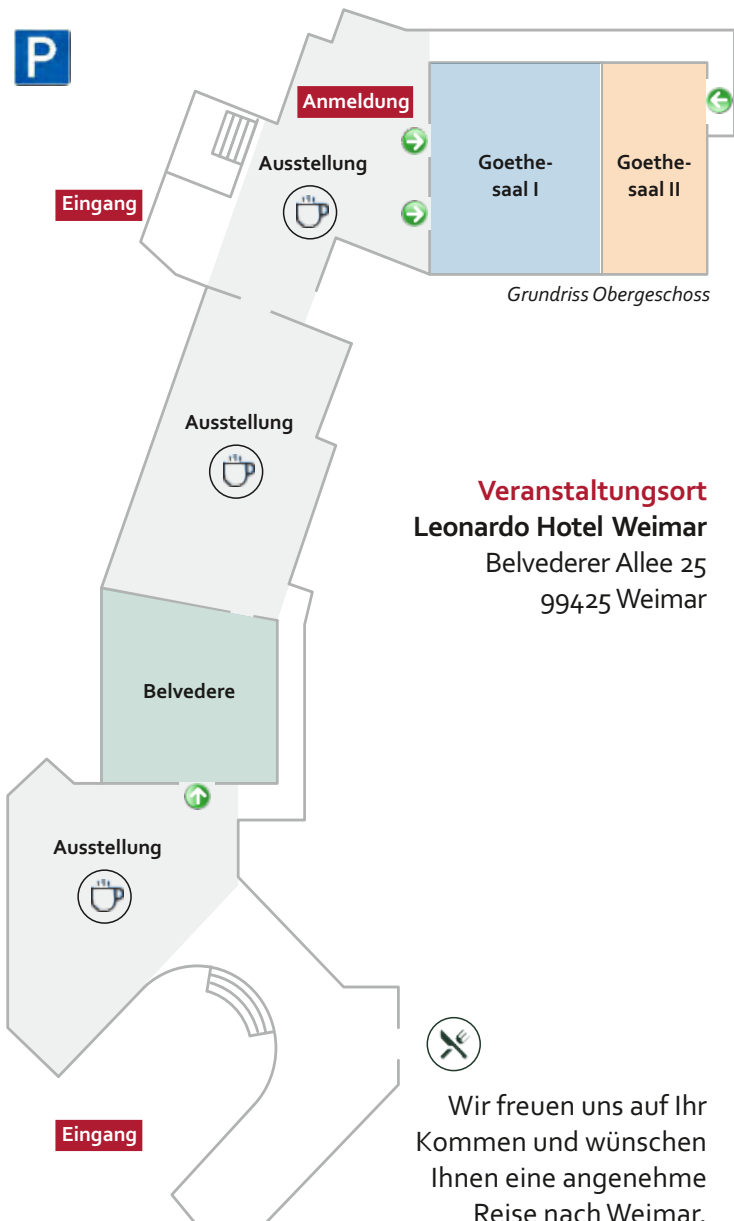 P
Anmeldung
Ausstellung
Goethe-
saal I
Goethe-
saal II
Eingang
Grundriss Obergeschoss
Ausstellung
Veranstaltungsort
Leonardo Hotel Weimar
Belvederer Allee 25
99425 Weimar
Belvedere
Ausstellung
Eingang
Wir freuen uns auf Ihr
Kommen und wünschen
Ihnen eine angenehme
Reise nach Weimar.